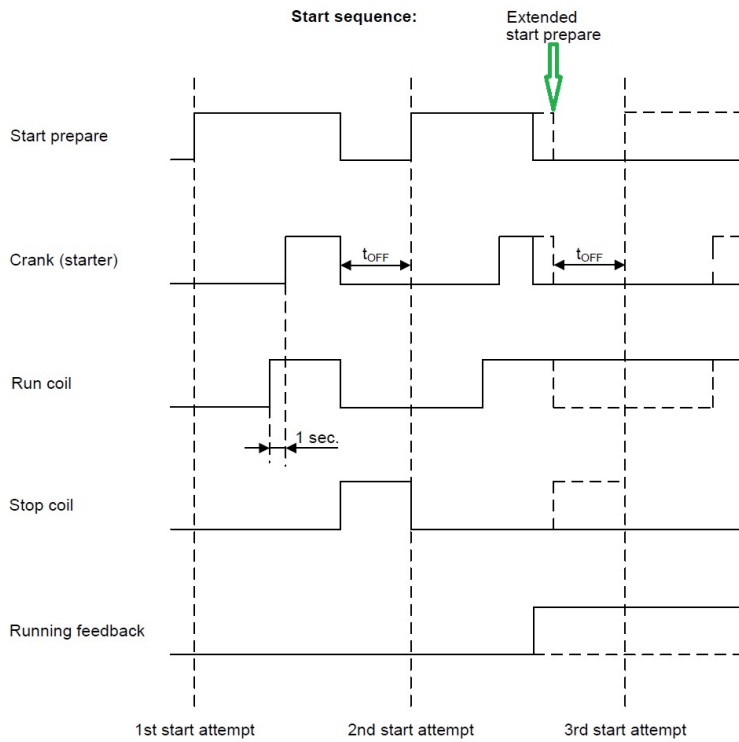 Start sequence:
Extended
start prepare
Start prepare
Crank (starter)
tOFF
tOFF
Run coil
1 sec.
Stop coil
Running feedback
1st start attempt
2nd start attempt
3rd start attempt